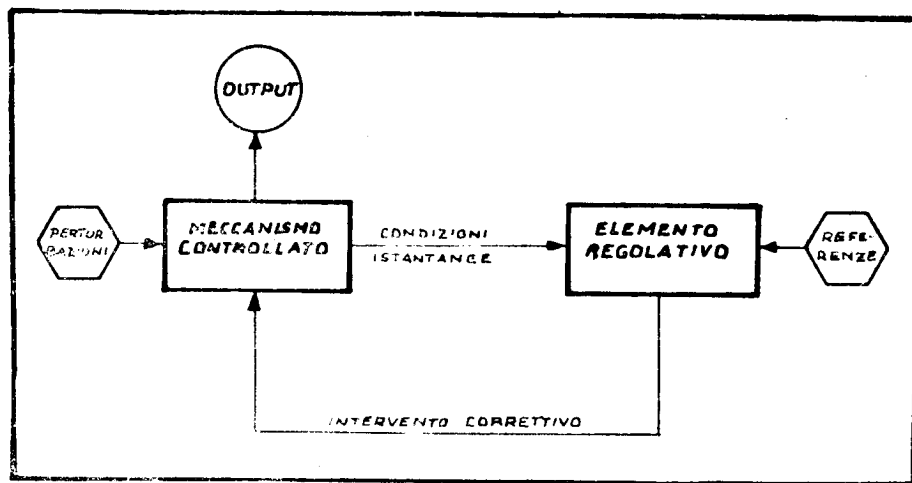 OUTPUT
PERTUR
BAZIONI
MECCANISMO
CONTROLLATO
CONDIZIONI
ISTANTANEE
ELEMENTO
REGOLATIVO
REFE-
RENZE
INTERVENTO CORRETTIVO